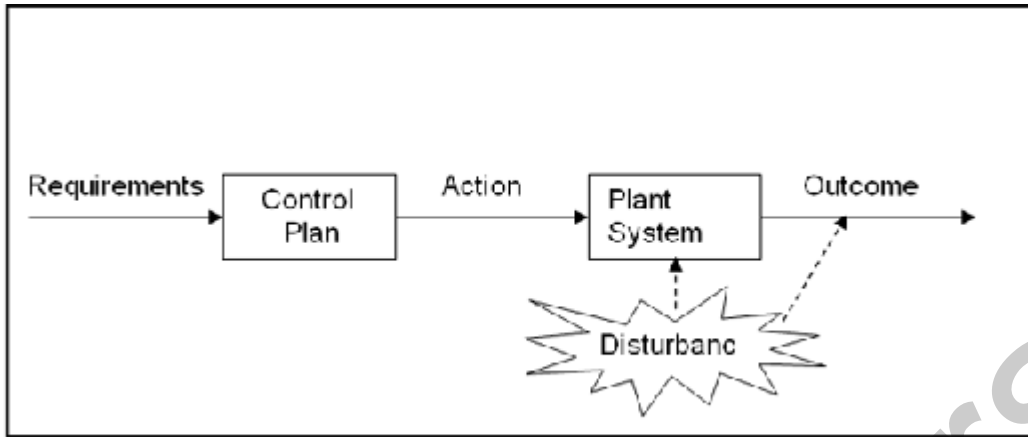 Requirements
Control
Plan
Action
Plant
System
Outcome
Disturbanc